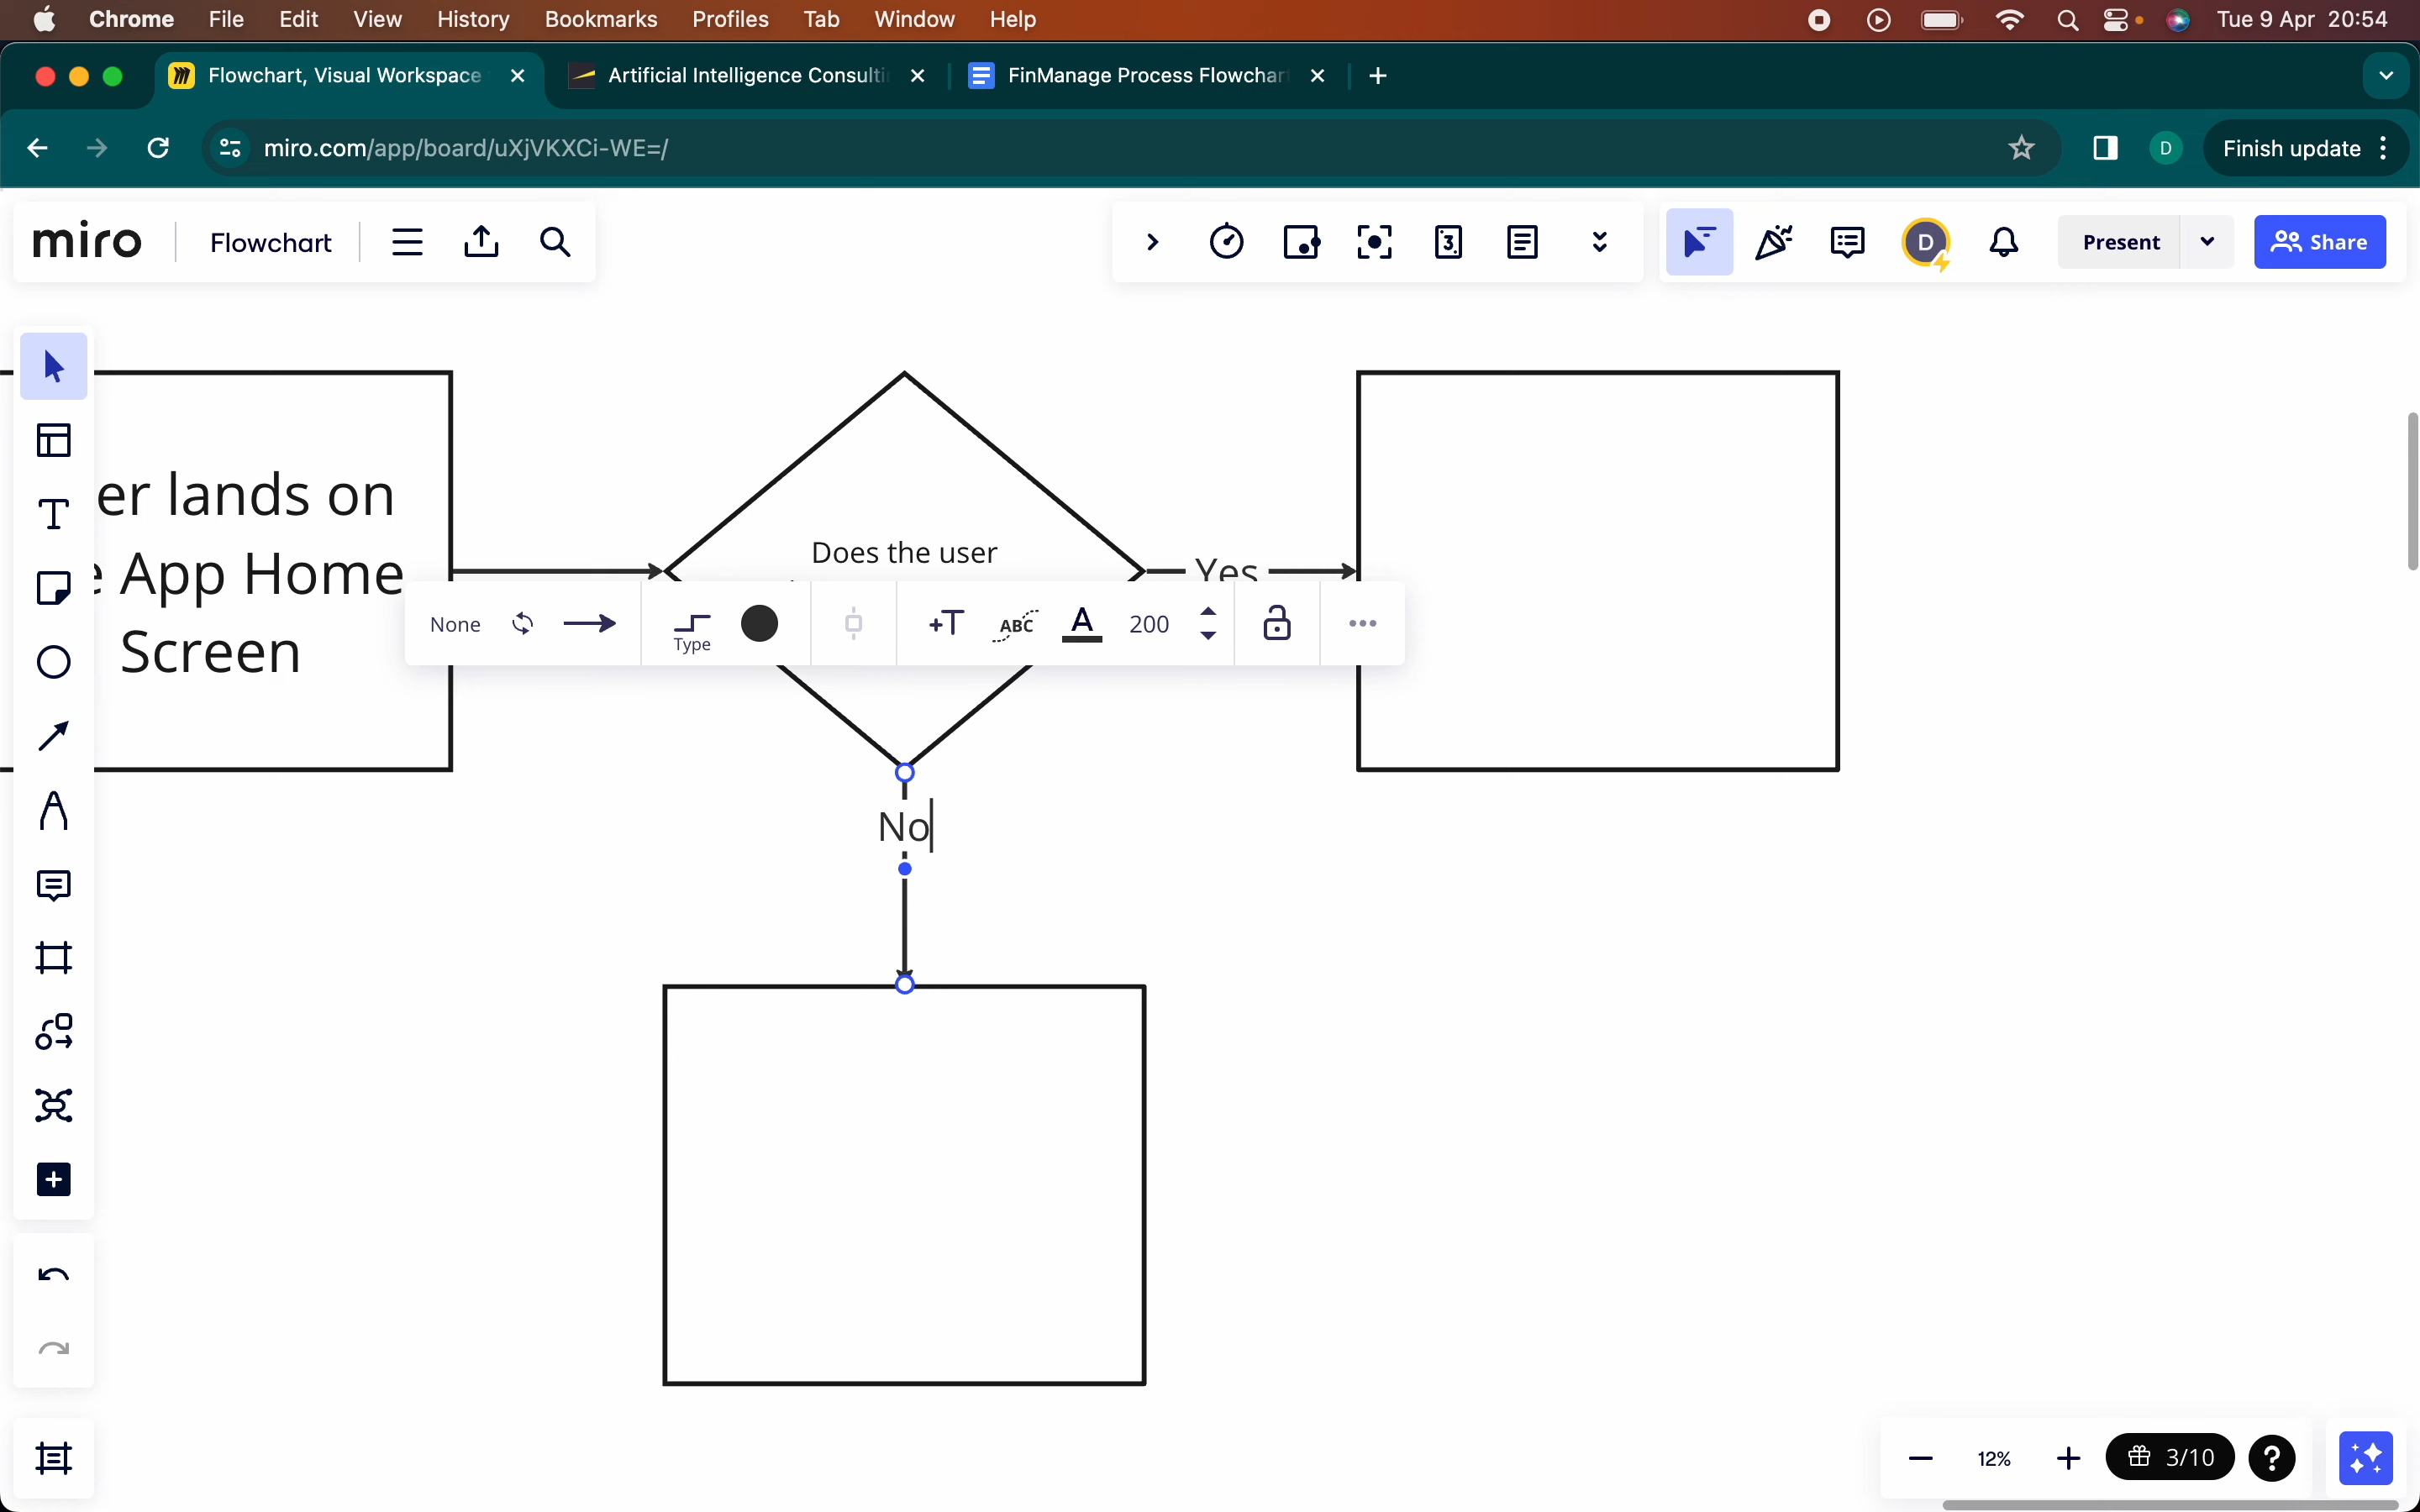 Chrome File Edit View History Bookmarks Profiles Tab Window Help Tue 9 Apr 20:54
Flowchart, Visual Workspace Artificial Intelligence Consulti FinManage Process Flowchar
miro.com/app/board/uXjVKXCi-WE=/ D Finish update
miro Flowchart 3 D Present Share
er lands on
App Home
Screen
Does the user
Yes
None Type ABC A 200
No
12% 3/10 ?